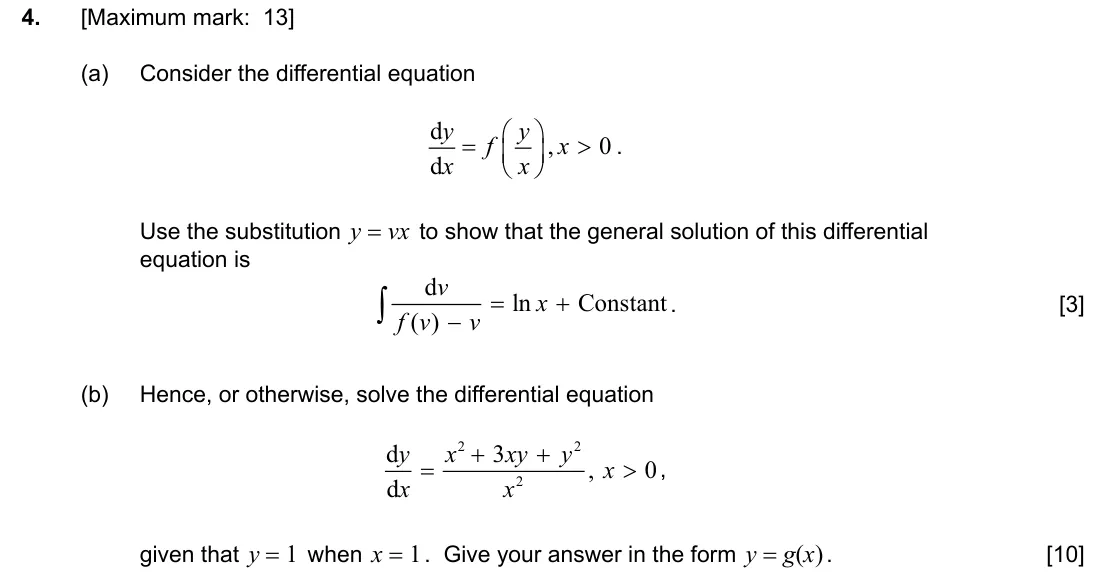 4. [Maximum mark: 13]
(a) Consider the differential equation
dy/dx = f(y/x), x > 0 .
Use the substitution y = vx to show that the general solution of this differential
equation is
∫ dv/(f(v) − v) = ln x + Constant . [3]
(b) Hence, or otherwise, solve the differential equation
dy/dx = (x² + 3xy + y²)/x², x > 0 ,
given that y = 1 when x = 1 . Give your answer in the form y = g(x) . [10]